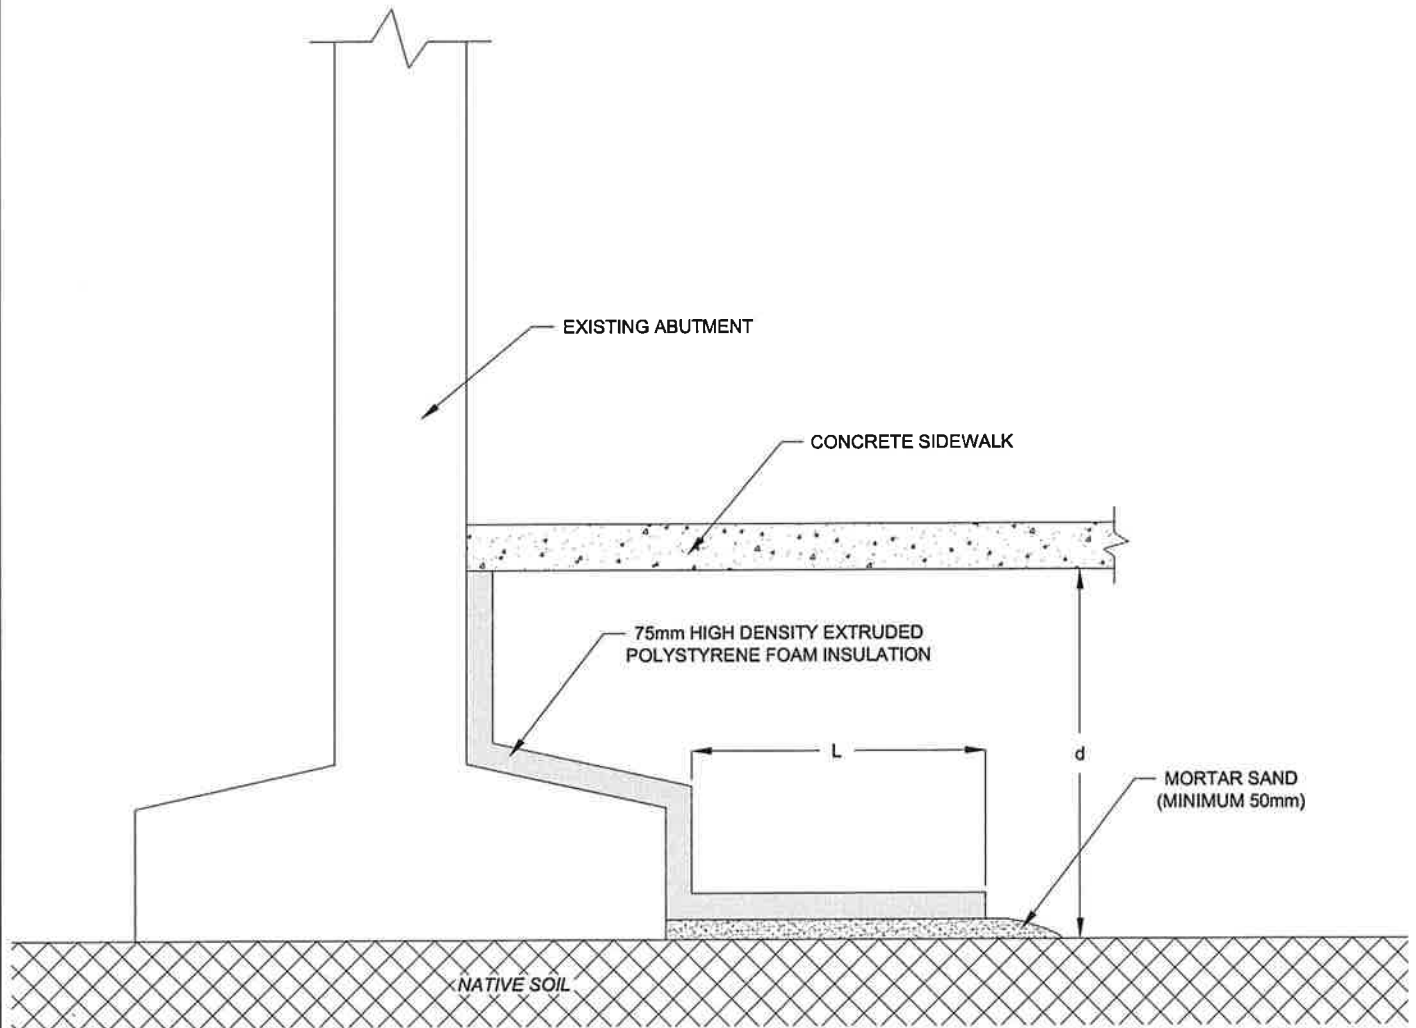 EXISTING ABUTMENT
CONCRETE SIDEWALK
75mm HIGH DENSITY EXTRUDED
POLYSTYRENE FOAM INSULATION
L
d
MORTAR SAND
(MINIMUM 50mm)
NATIVE SOIL